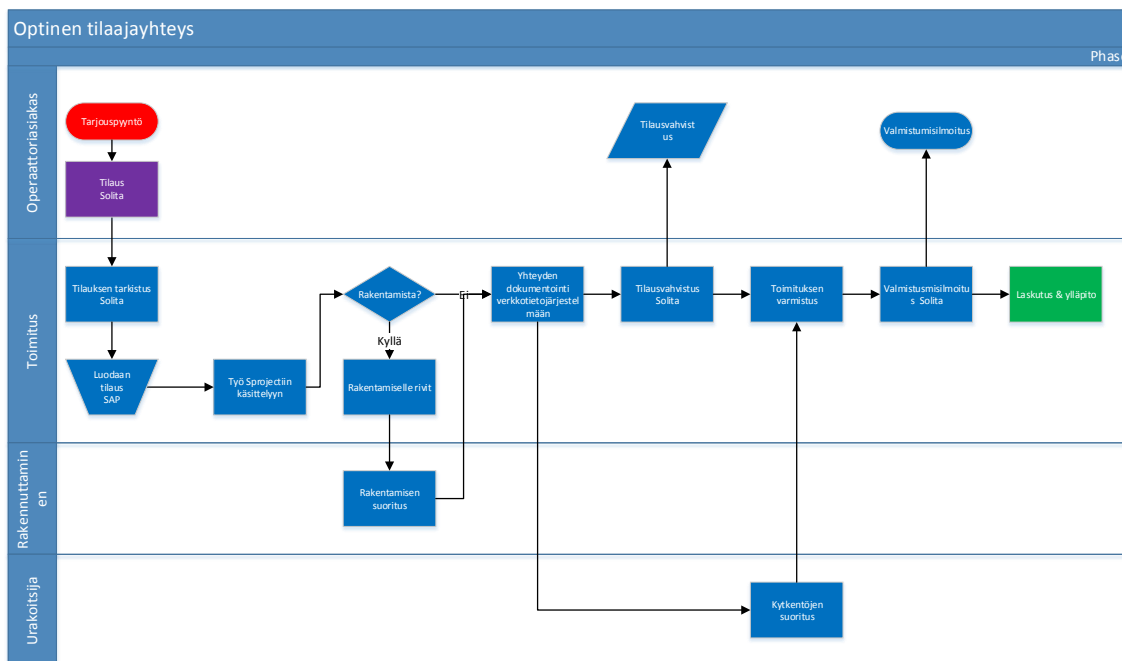 Optinen tilaajayhteys
Phase
Operaattoriasiakas
Tarjouspyyntö
Tilaus
Solita
Tilausvahvist
us
Valmistumisilmoitus
Toimitus
Tilauksen tarkistus
Solita
Luodaan
tilaus
SAP
Työ Sprojectiin
käsittelyyn
Rakentamista?
Ei
Kyllä
Rakentamiselle rivit
Yhteyden
dokumentointi
verkkotietojärjestel
mään
Tilausvahvistus
Solita
Toimituksen
varmistus
Valmistusmisilmoitu
s Solita
Laskutus & ylläpito
Rakennuttamin
en
Rakentamisen
suoritus
Urakoitsija
Kytkentöjen
suoritus